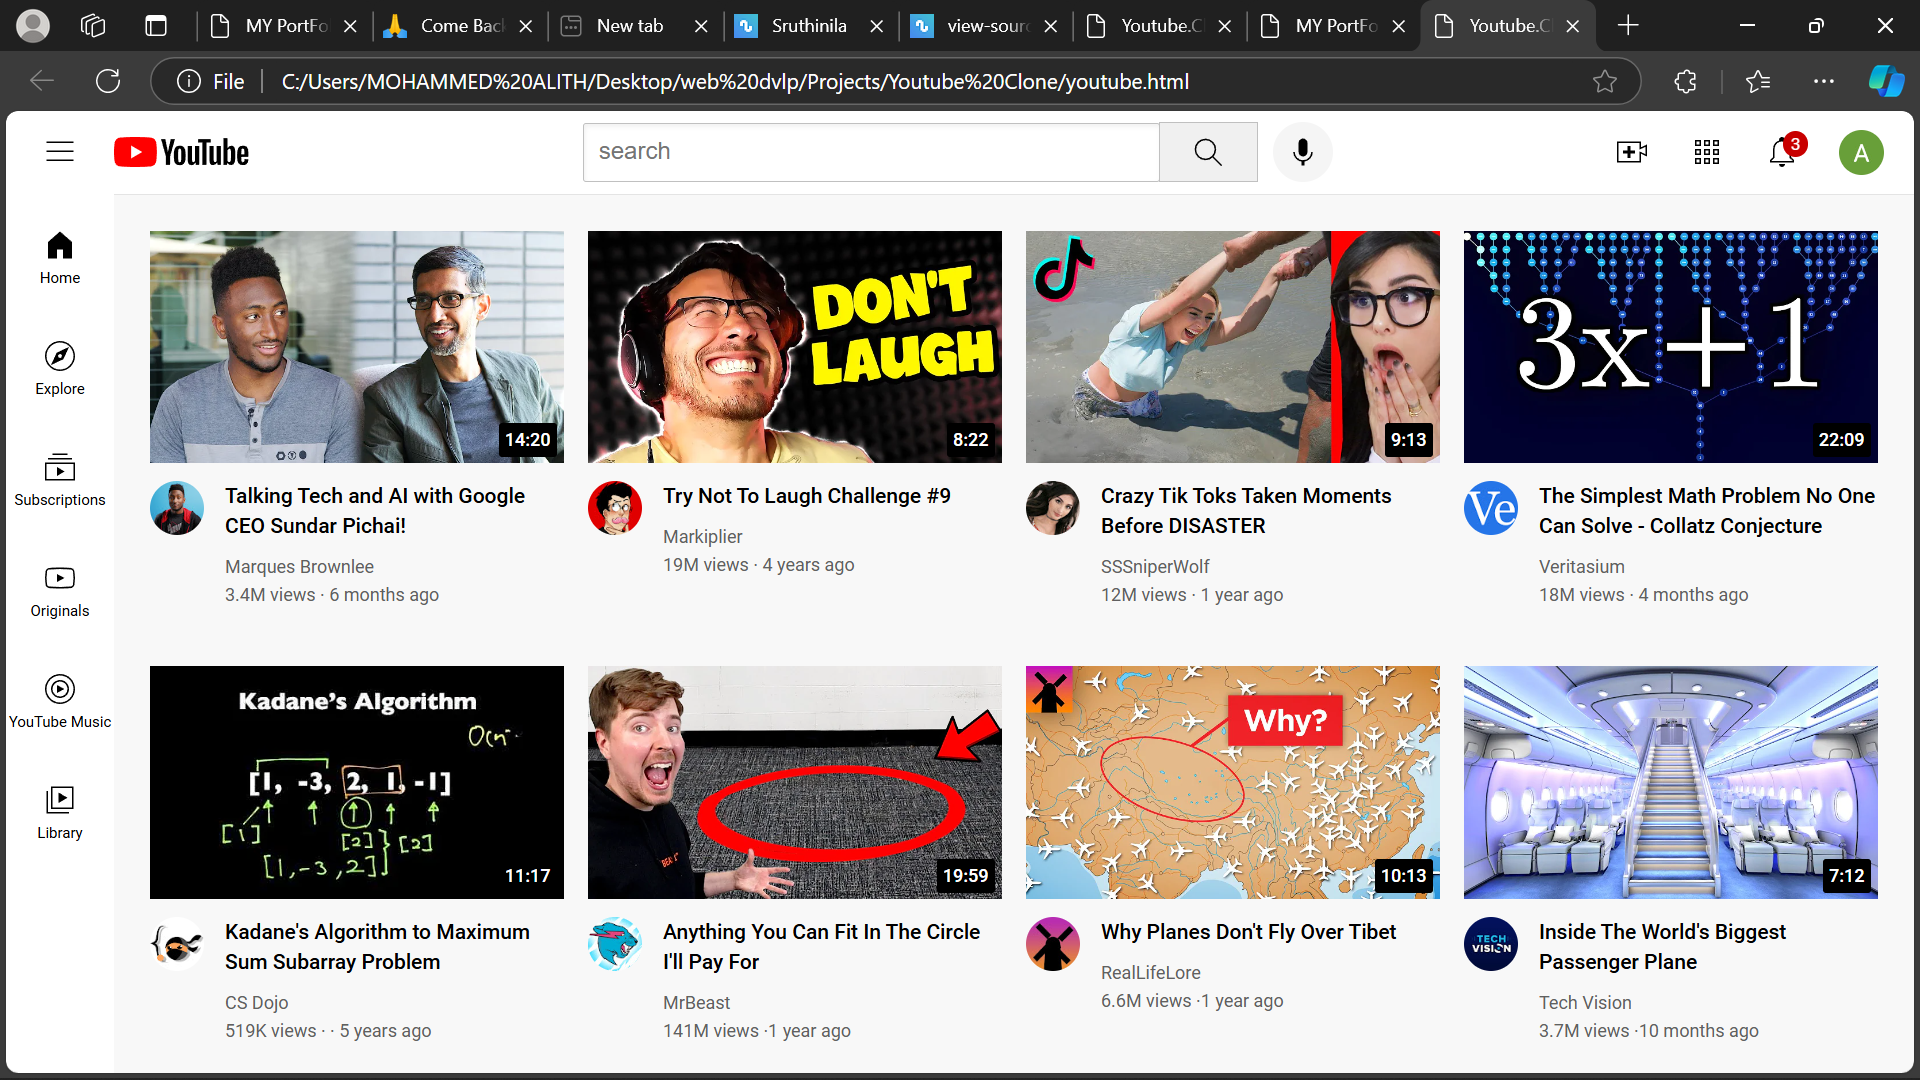 MY PortFo
Come Back
New tab
Sruthinila
view-sourc
Youtube.Cl
MY PortFo
Youtube.Cl
File
C:/Users/MOHAMMED%20ALITH/Desktop/web%20dvlp/Projects/Youtube%20Clone/youtube.html
YouTube
search
3
A
Home
Explore
Subscriptions
Originals
YouTube Music
Library
14:20
DON'T
LAUGH
8:22
9:13
3x+1
22:09
Talking Tech and AI with Google
CEO Sundar Pichai!
Marques Brownlee
3.4M views · 6 months ago
Try Not To Laugh Challenge #9
Markiplier
19M views · 4 years ago
Crazy Tik Toks Taken Moments
Before DISASTER
SSSniperWolf
12M views · 1 year ago
Ve
The Simplest Math Problem No One
Can Solve - Collatz Conjecture
Veritasium
18M views · 4 months ago
Kadane's Algorithm
[1, -3, 2, 1, -1]
[1]
[2]
[2]
[1,-3,2]
11:17
19:59
Why?
10:13
7:12
Kadane's Algorithm to Maximum
Sum Subarray Problem
CS Dojo
519K views · · 5 years ago
Anything You Can Fit In The Circle
I'll Pay For
MrBeast
141M views ·1 year ago
Why Planes Don't Fly Over Tibet
RealLifeLore
6.6M views ·1 year ago
TECH
VISION
Inside The World's Biggest
Passenger Plane
Tech Vision
3.7M views ·10 months ago